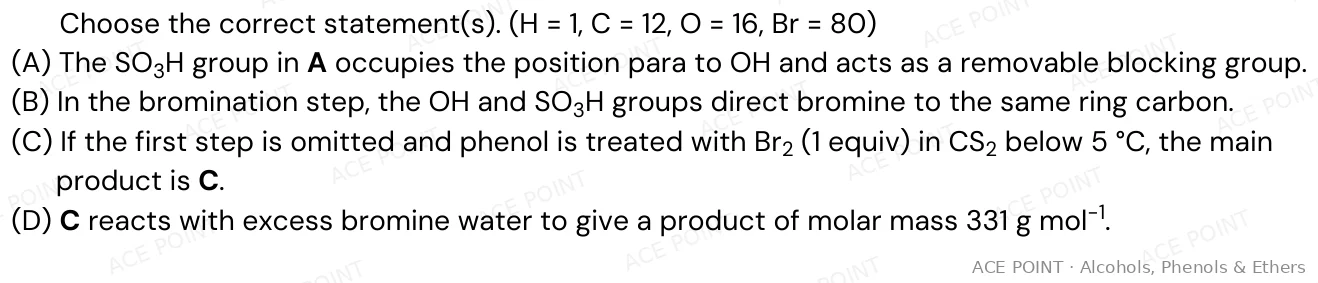 Choose the correct statement(s). (H = 1, C = 12, O = 16, Br = 80)
(A) The SO₃H group in A occupies the position para to OH and acts as a removable blocking group.
(B) In the bromination step, the OH and SO₃H groups direct bromine to the same ring carbon.
(C) If the first step is omitted and phenol is treated with Br₂ (1 equiv) in CS₂ below 5 °C, the main
product is C.
(D) C reacts with excess bromine water to give a product of molar mass 331 g mol⁻¹.
ACE POINT · Alcohols, Phenols & Ethers